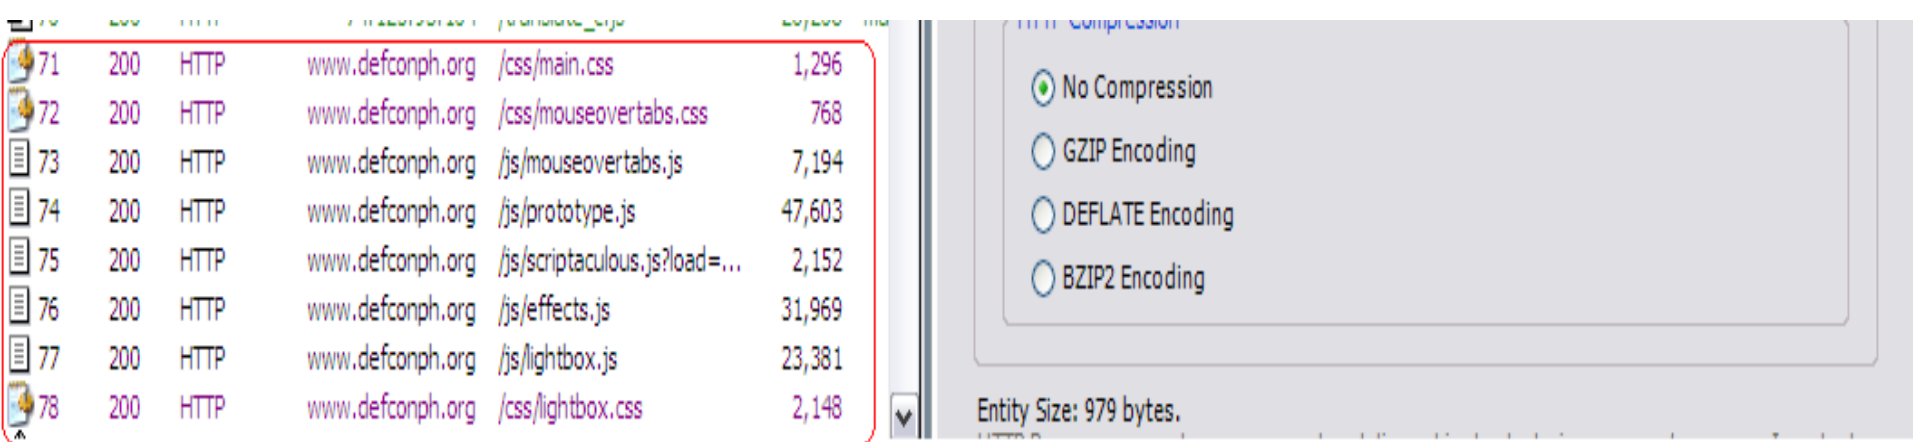 71 200 HTTP www.defconph.org /css/main.css 1,296
72 200 HTTP www.defconph.org /css/mouseovertabs.css 768
73 200 HTTP www.defconph.org /js/mouseovertabs.js 7,194
74 200 HTTP www.defconph.org /js/prototype.js 47,603
75 200 HTTP www.defconph.org /js/scriptaculous.js?load=... 2,152
76 200 HTTP www.defconph.org /js/effects.js 31,969
77 200 HTTP www.defconph.org /js/lightbox.js 23,381
78 200 HTTP www.defconph.org /css/lightbox.css 2,148
HTTP Compression
No Compression
GZIP Encoding
DEFLATE Encoding
BZIP2 Encoding
Entity Size: 979 bytes.